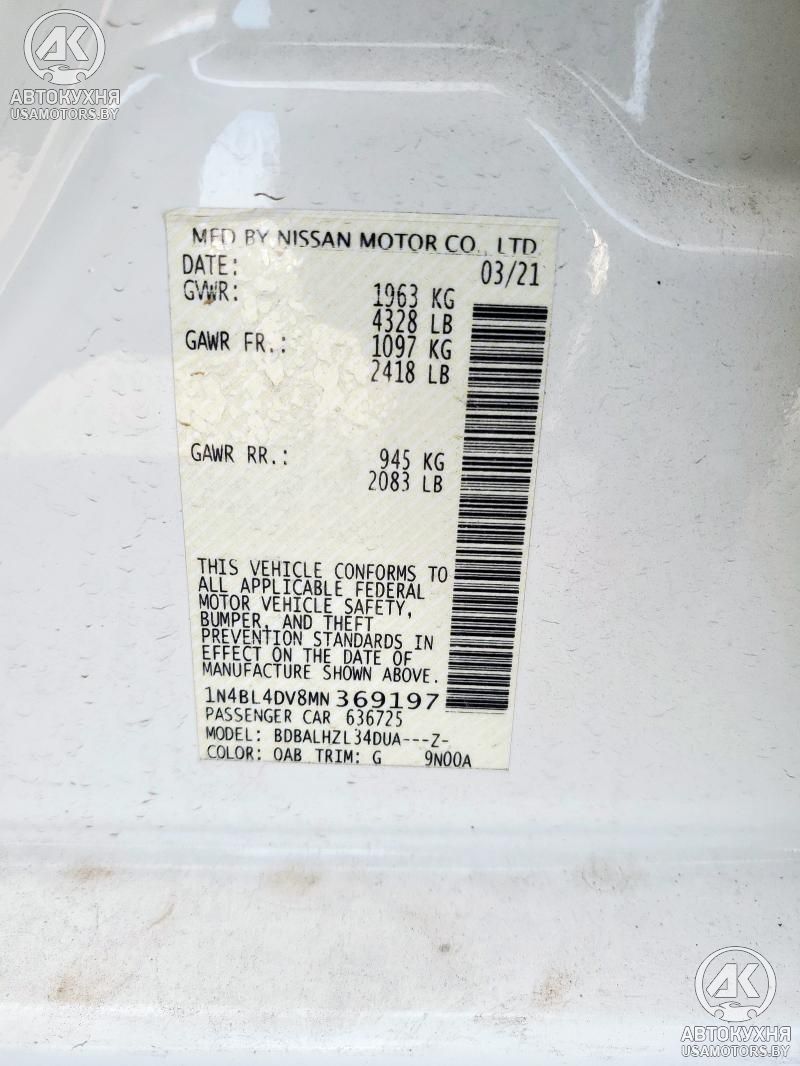 АК
АВТОКУХНЯ
USAMOTORS.BY
MFD BY NISSAN MOTOR CO., LTD
DATE: 03/21
GVWR: 1963 KG
4328 LB
GAWR FR.: 1097 KG
2418 LB
GAWR RR.: 945 KG
2083 LB
THIS VEHICLE CONFORMS TO
ALL APPLICABLE FEDERAL
MOTOR VEHICLE SAFETY,
BUMPER, AND THEFT
PREVENTION STANDARDS IN
EFFECT ON THE DATE OF
MANUFACTURE SHOWN ABOVE.
1N4BL4DV8MN369197
PASSENGER CAR 636725
MODEL: BDBALHZL34DUA---Z-
COLOR: QAB TRIM: G 9N00A
АК
АВТОКУХНЯ
USAMOTORS.BY